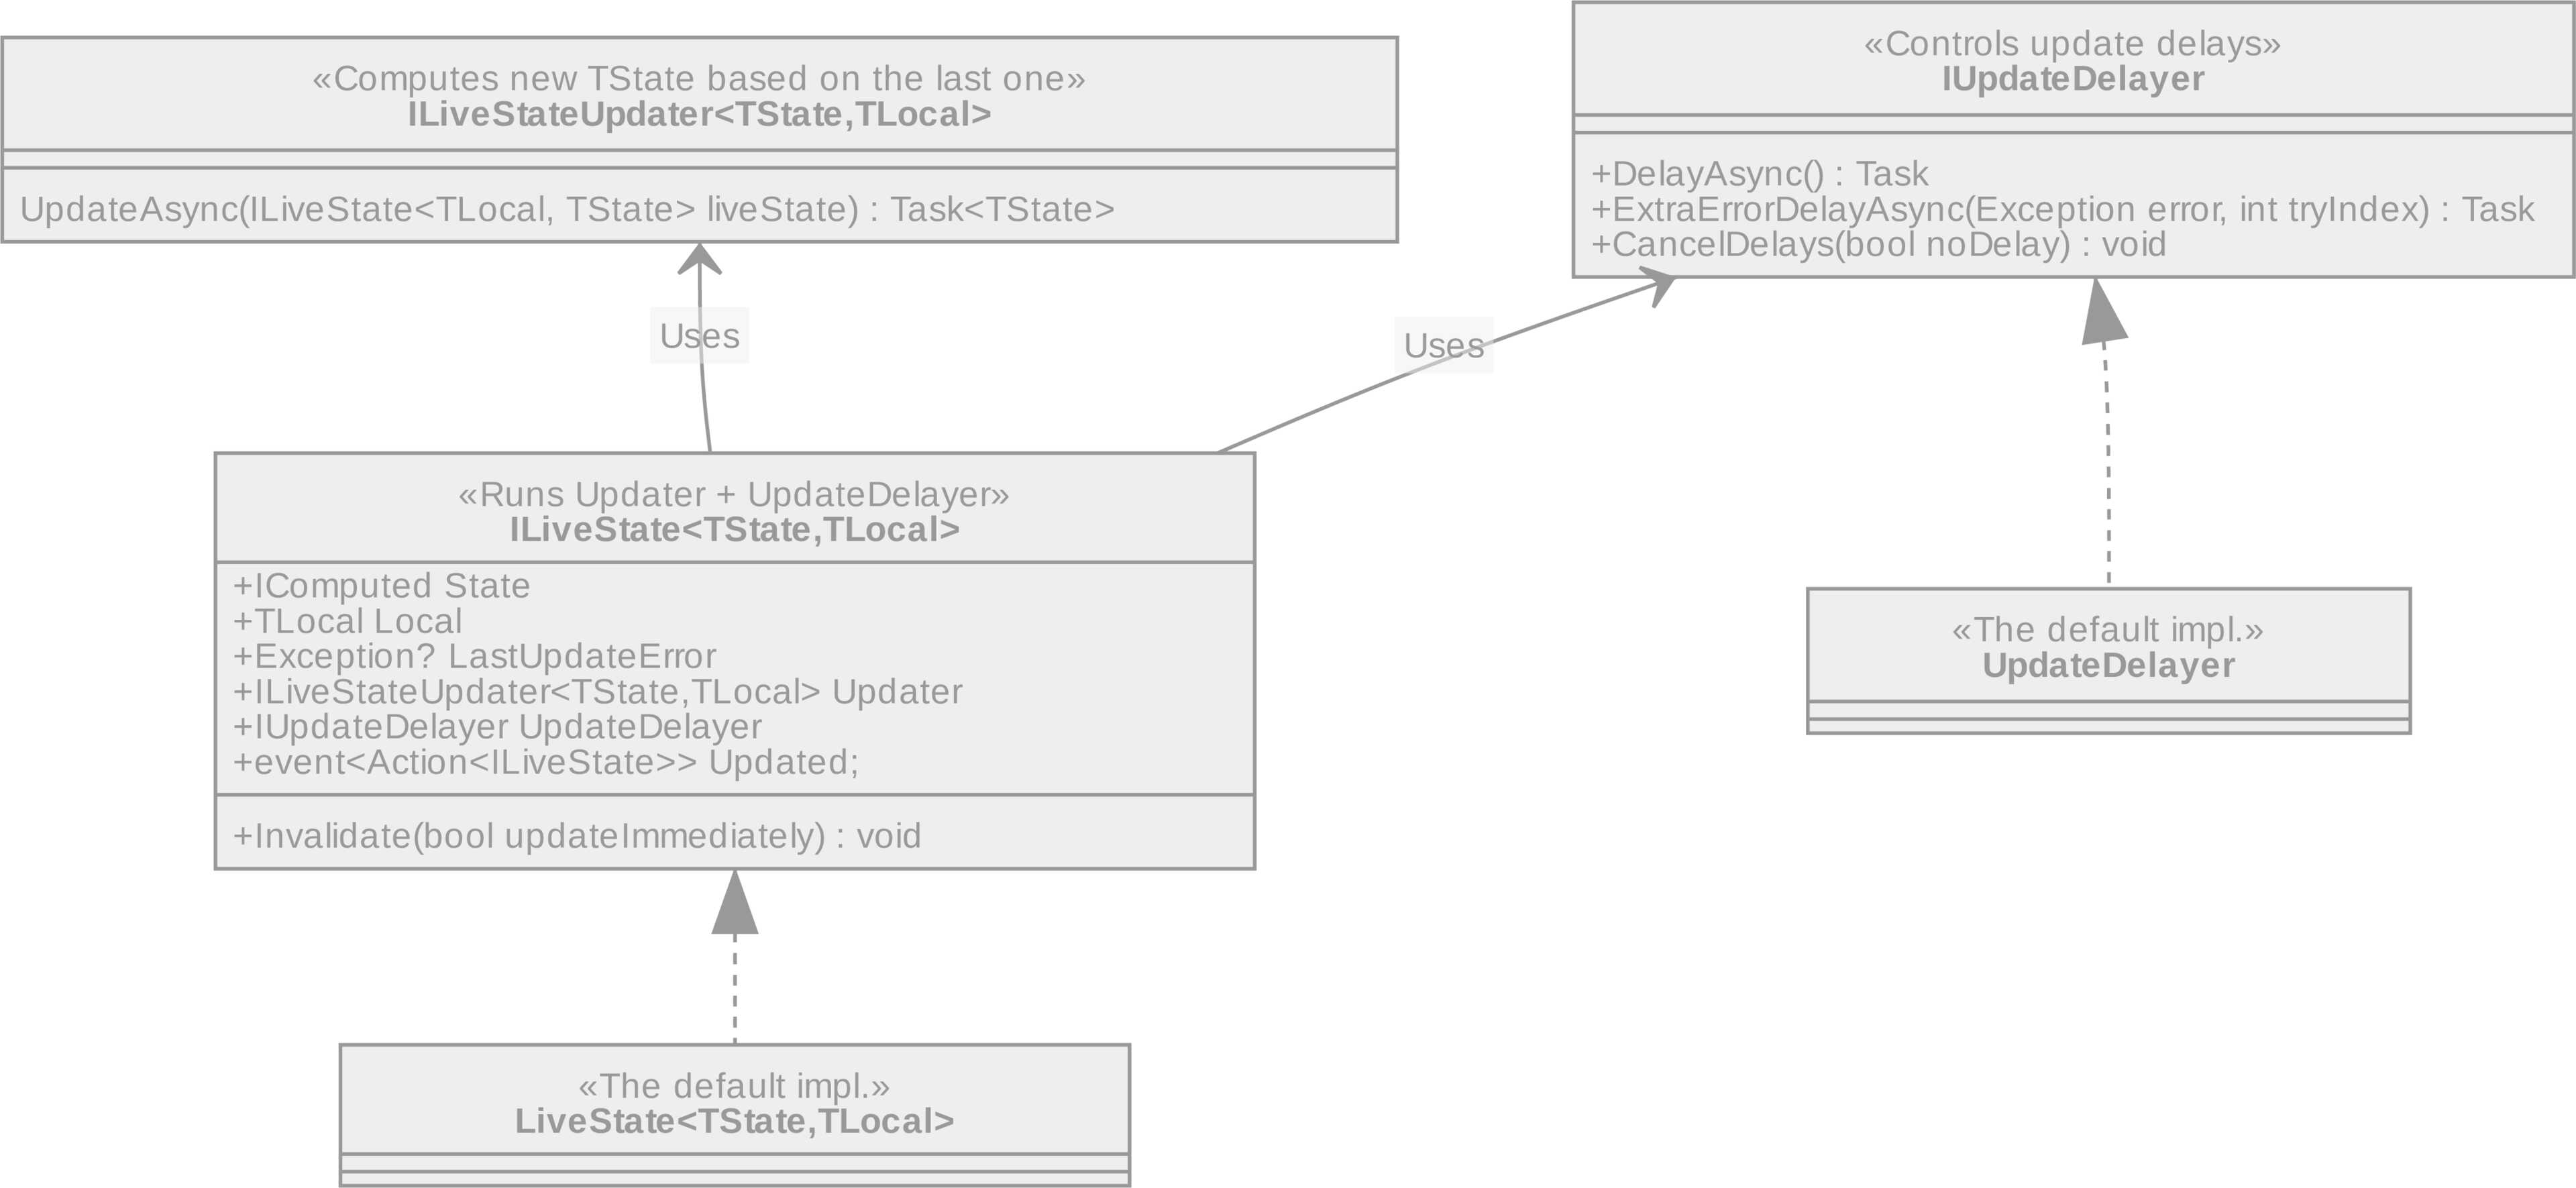 «Computes new TState based on the last one»
ILiveStateUpdater<TState,TLocal>
UpdateAsync(ILiveState<TLocal, TState> liveState) : Task<TState>
«Controls update delays»
IUpdateDelayer
+DelayAsync() : Task
+ExtraErrorDelayAsync(Exception error, int tryIndex) : Task
+CancelDelays(bool noDelay) : void
Uses
Uses
«Runs Updater + UpdateDelayer»
ILiveState<TState,TLocal>
+IComputed State
+TLocal Local
+Exception? LastUpdateError
+ILiveStateUpdater<TState,TLocal> Updater
+IUpdateDelayer UpdateDelayer
+event<Action<ILiveState>> Updated;
+Invalidate(bool updateImmediately) : void
«The default impl.»
UpdateDelayer
«The default impl.»
LiveState<TState,TLocal>